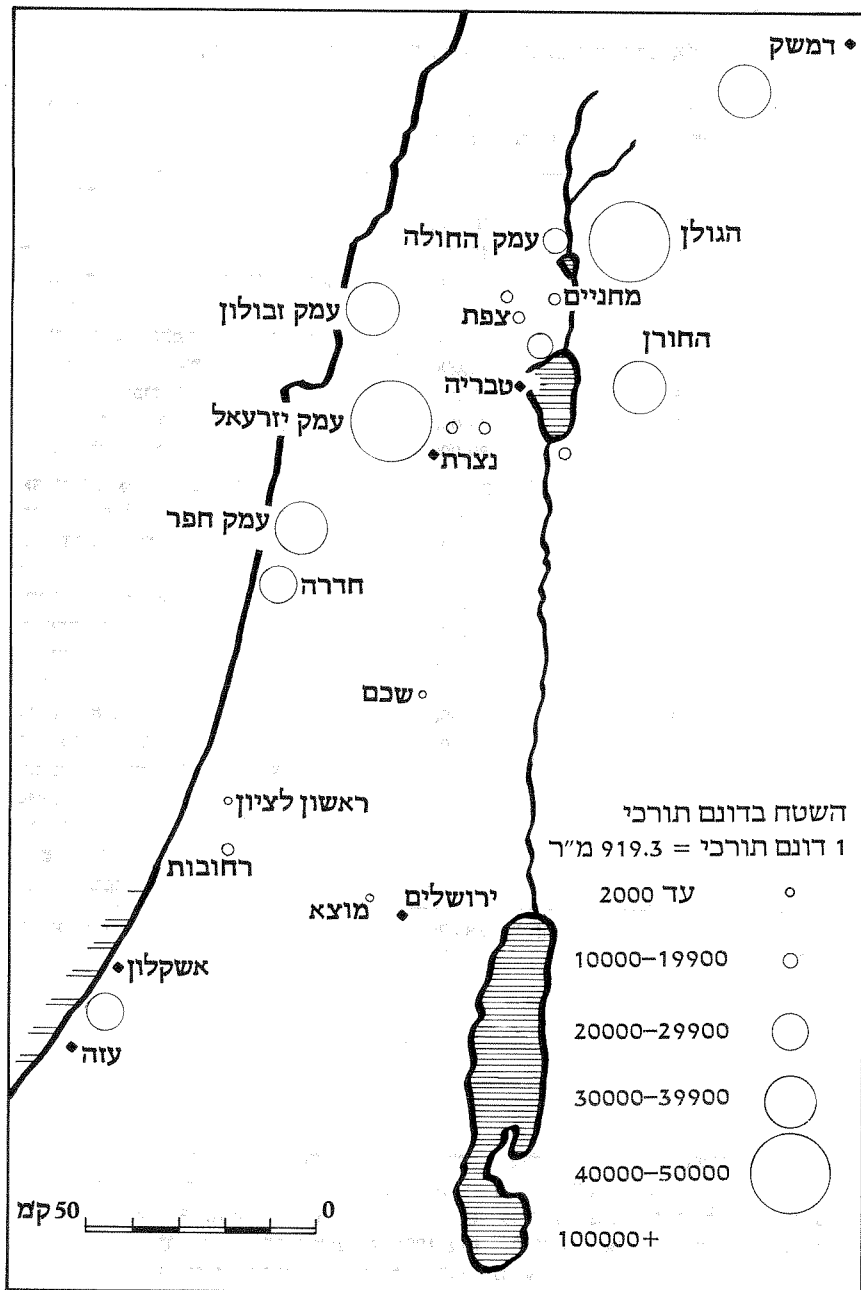 דמשק
הגולן
עמק החולה
מחניים
צפת
עמק זבולון
החורן
טבריה
עמק יזרעאל
נצרת
עמק חפר
חדרה
שכם
ראשון לציון
רחובות
ירושלים
מוצא
אשקלון
עזה
השטח בדונם תורכי
1 דונם תורכי = 919.3 מ"ר
עד 2000
10000–19900
20000–29900
30000–39900
40000–50000
100000+
0
50 ק"מ